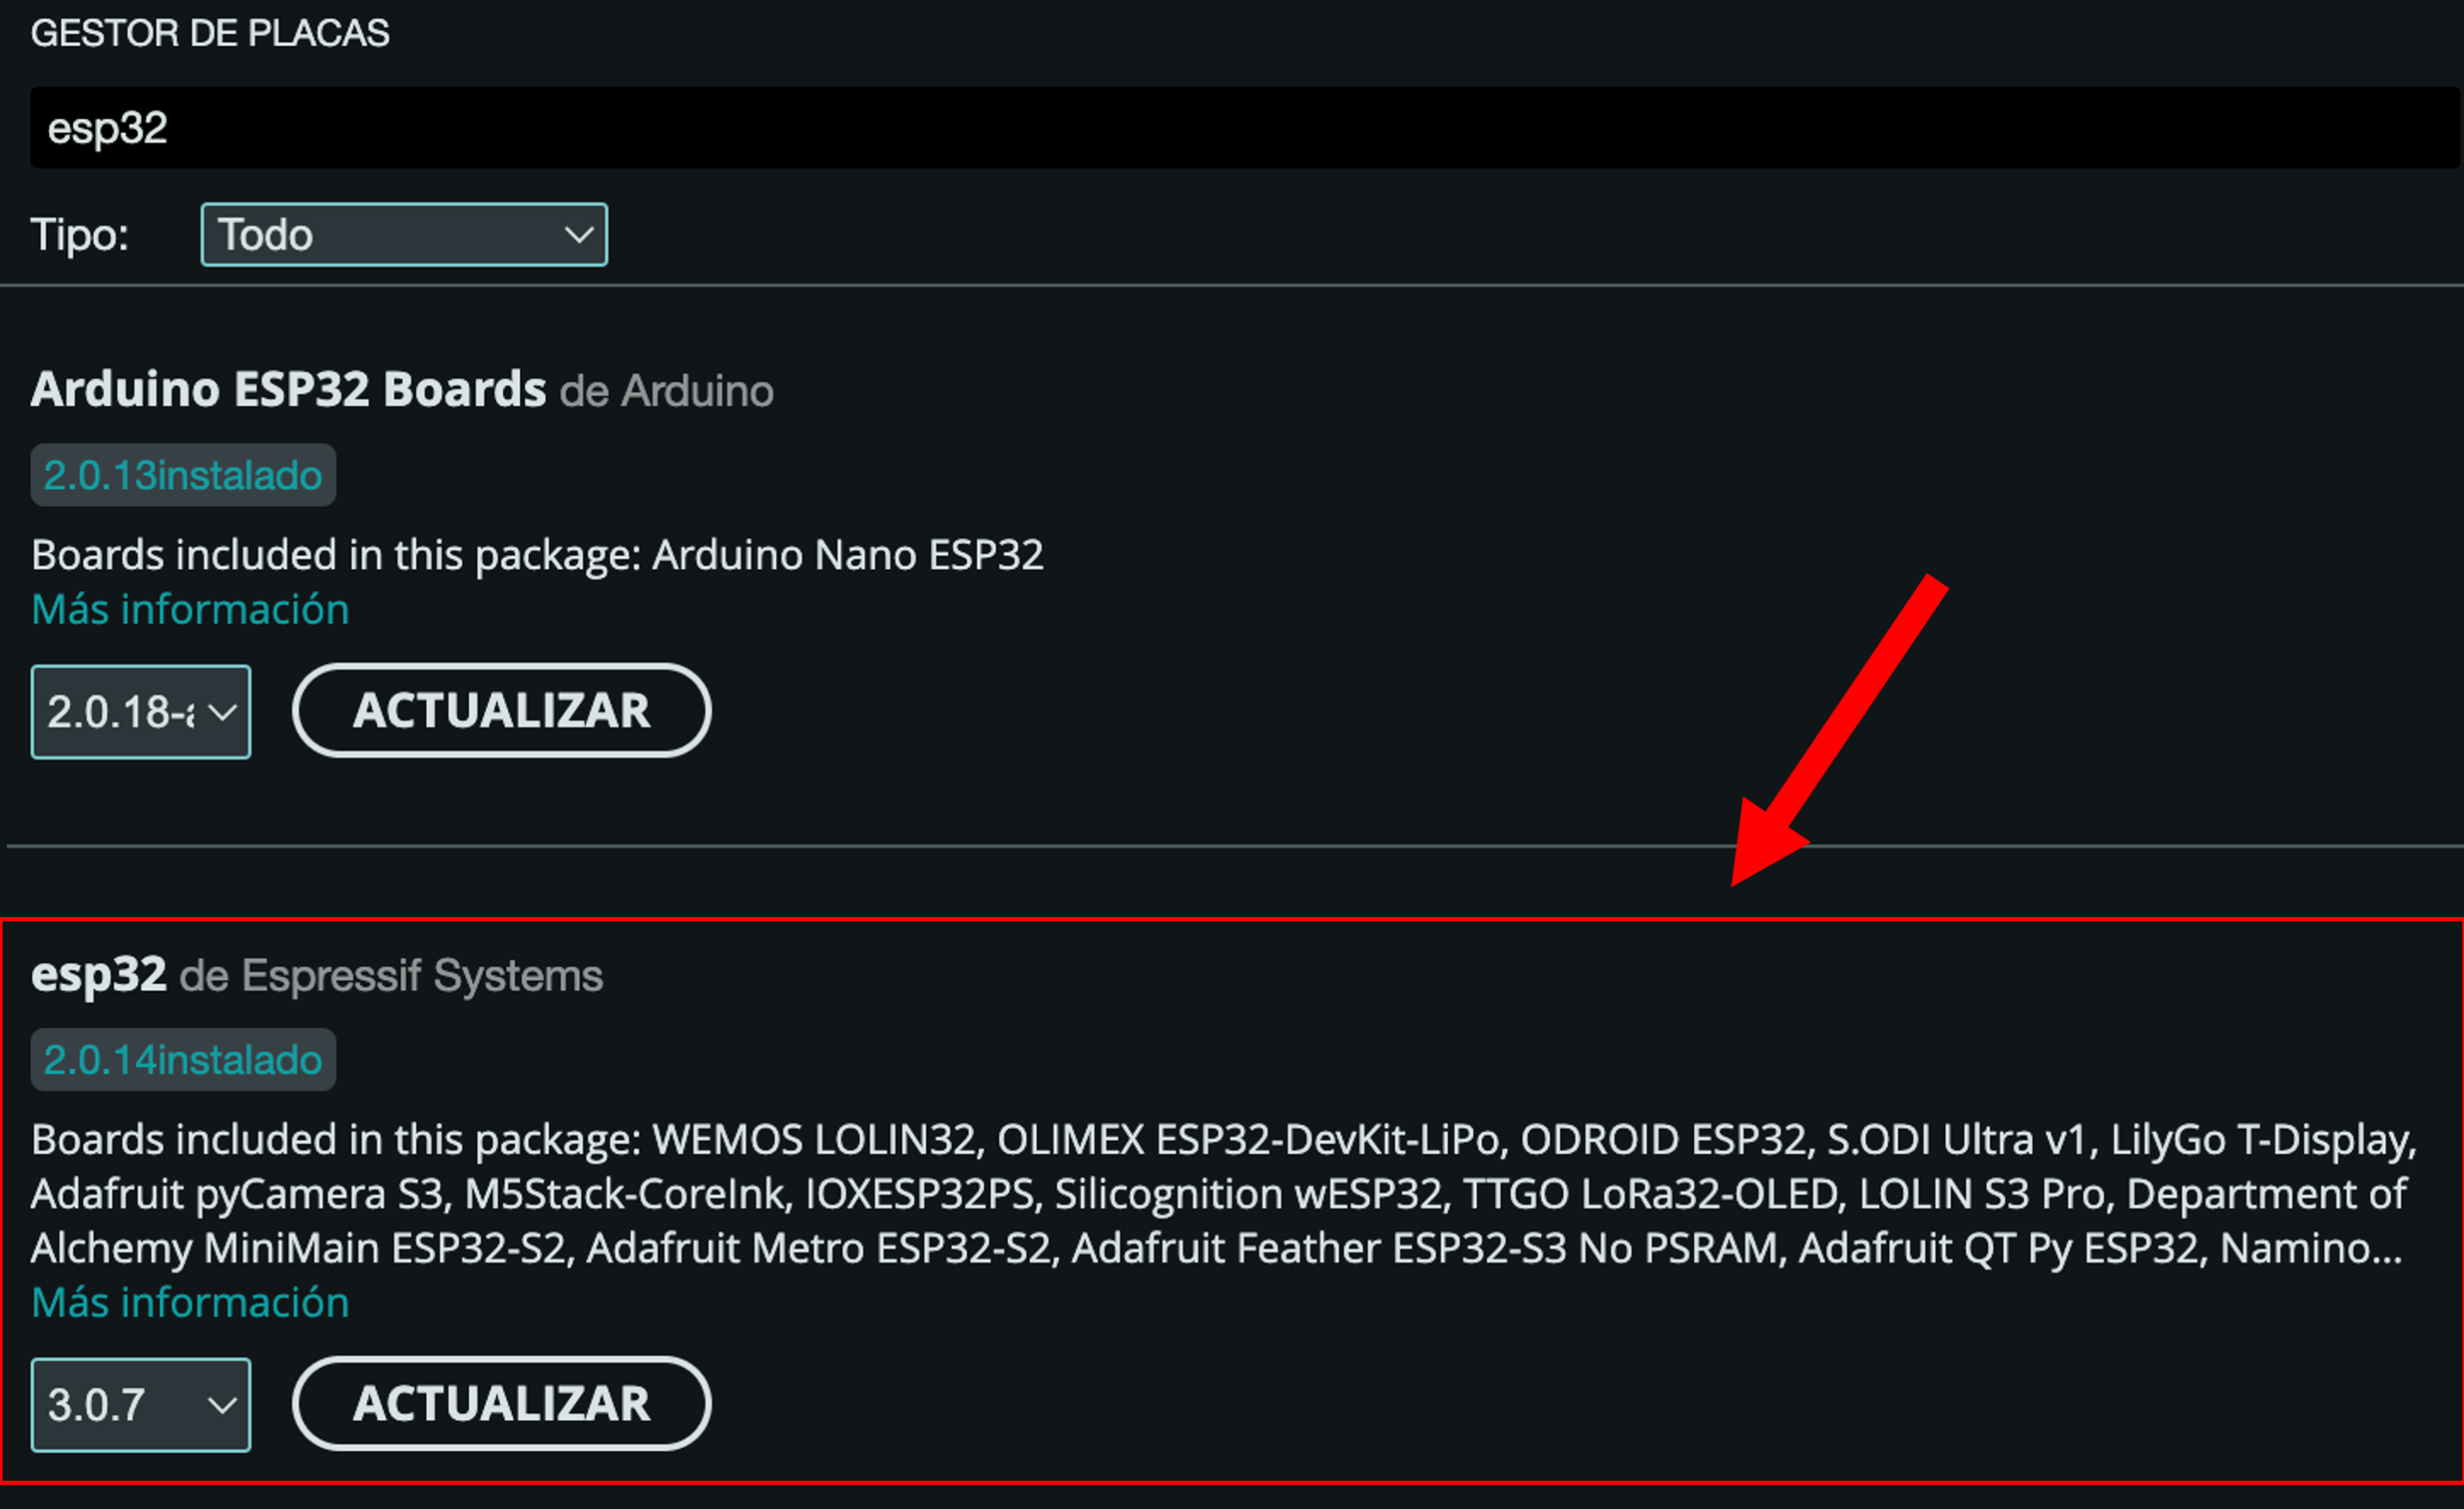 GESTOR DE PLACAS
esp32
Tipo: Todo
Arduino ESP32 Boards de Arduino
2.0.13instalado
Boards included in this package: Arduino Nano ESP32
Más información
2.0.18-a ACTUALIZAR
esp32 de Espressif Systems
2.0.14instalado
Boards included in this package: WEMOS LOLIN32, OLIMEX ESP32-DevKit-LiPo, ODROID ESP32, S.ODI Ultra v1, LilyGo T-Display,
Adafruit pyCamera S3, M5Stack-CoreInk, IOXESP32PS, Silicognition wESP32, TTGO LoRa32-OLED, LOLIN S3 Pro, Department of
Alchemy MiniMain ESP32-S2, Adafruit Metro ESP32-S2, Adafruit Feather ESP32-S3 No PSRAM, Adafruit QT Py ESP32, Namino...
Más información
3.0.7 ACTUALIZAR